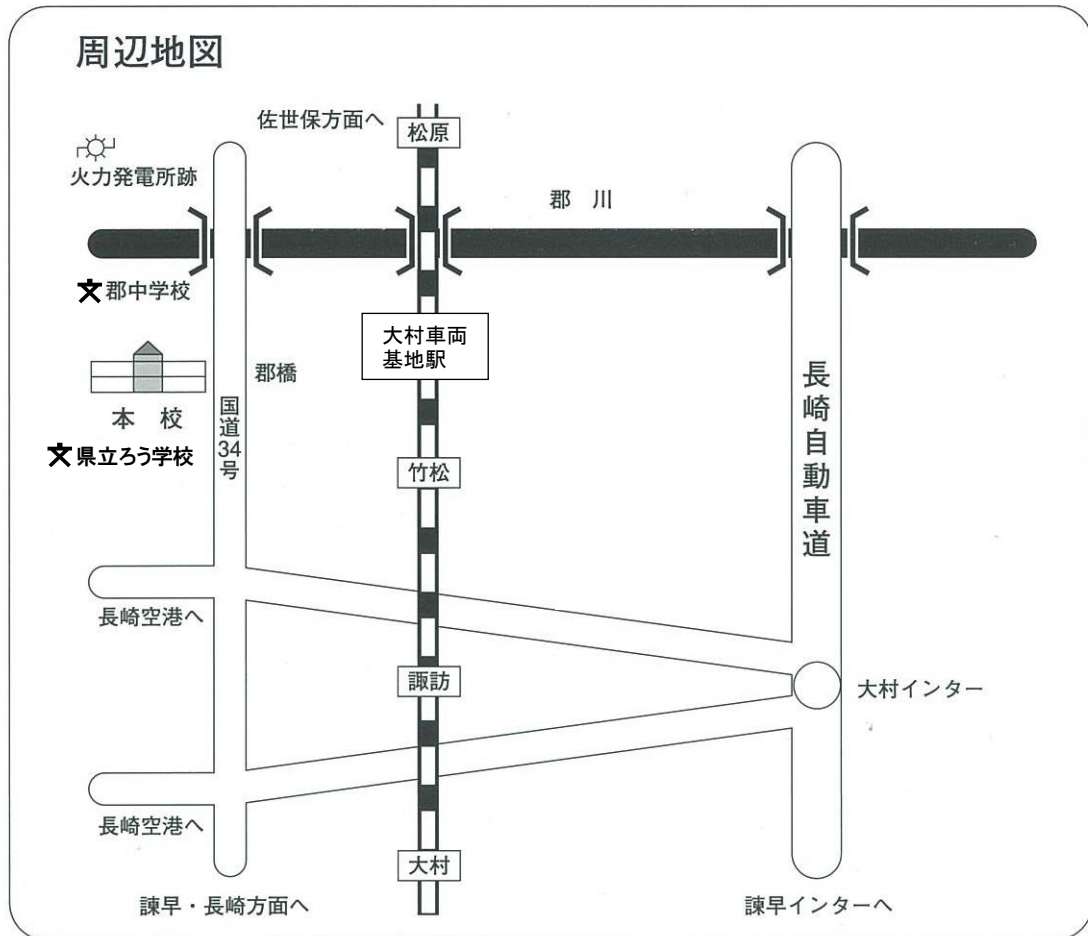 周辺地図
佐世保方面へ
松原
火力発電所跡
郡川
郡中学校
大村車両
基地駅
郡橋
本校
国道34号
県立ろう学校
竹松
長崎自動車道
長崎空港へ
諏訪
大村インター
長崎空港へ
大村
諫早・長崎方面へ
諫早インターへ